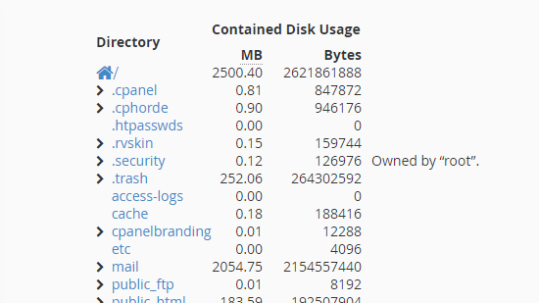 Contained Disk Usage
Directory
MB Bytes
/ 2500.40 2621861888
.cpanel 0.81 847872
.cphorde 0.90 946176
.htpasswds 0.00 0
.rvskin 0.15 159744
.security 0.12 126976 Owned by “root”.
.trash 252.06 264302592
access-logs 0.00 0
cache 0.18 188416
cpanelbranding 0.01 12288
etc 0.00 4096
mail 2054.75 2154557440
public_ftp 0.01 8192
public_html 183.59 192507904